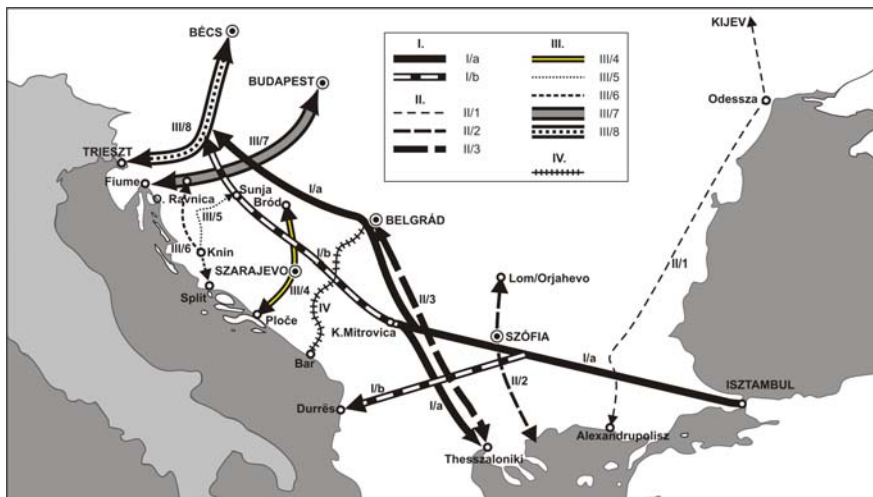 BÉCS
KIJEV
BUDAPEST
Odessza
I.
I/a
I/b
II.
II/1
II/2
II/3
III.
III/4
III/5
III/6
III/7
III/8
IV.
III/8
III/7
TRIESZT
Fiume
O. Ravnica
Sunja
Bród
I/a
BELGRÁD
III/5
III/6
Knin
I/b
SZARAJEVO
III/4
Split
Ploče
IV
II/3
II/1
Lom/Orjahevo
K.Mitrovica
SZÓFIA
Bar
I/a
II/2
I/b
I/a
ISZTAMBUL
Durrës
Alexandrupolisz
Thesszaloniki